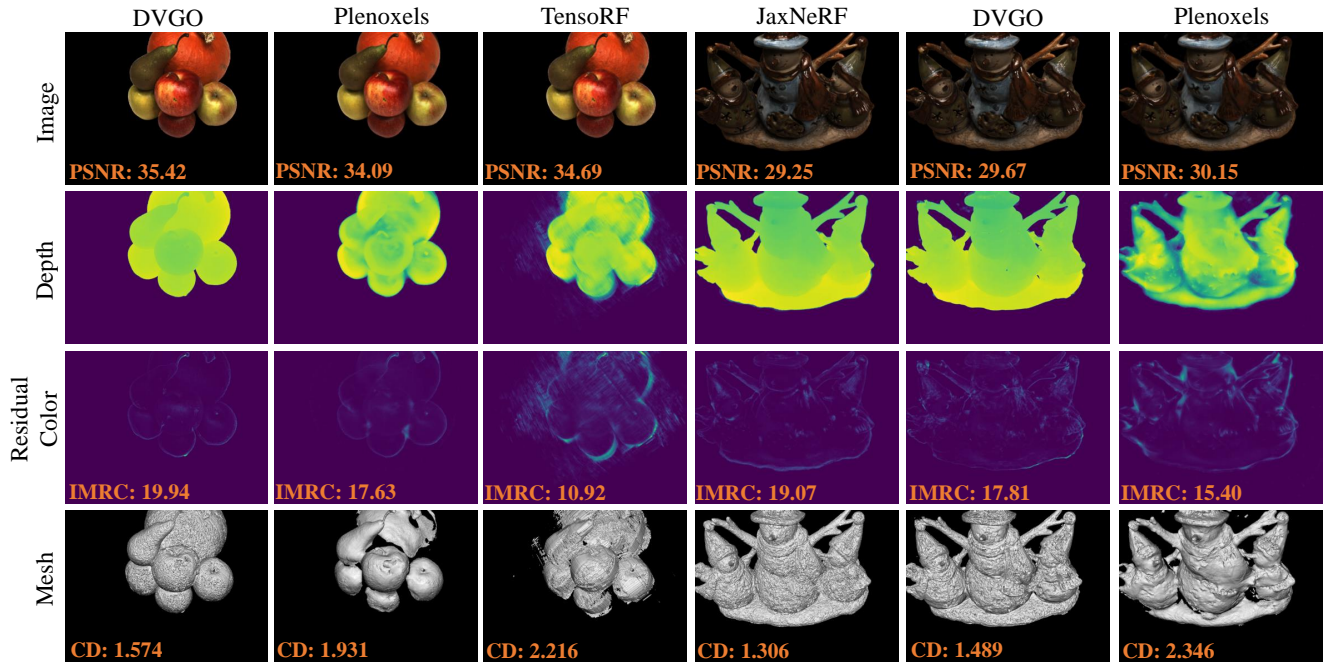 DVGO Plenoxels TensoRF JaxNeRF DVGO Plenoxels
Image
PSNR: 35.42 PSNR: 34.09 PSNR: 34.69 PSNR: 29.25 PSNR: 29.67 PSNR: 30.15
Depth
Residual
Color
IMRC: 19.94 IMRC: 17.63 IMRC: 10.92 IMRC: 19.07 IMRC: 17.81 IMRC: 15.40
Mesh
CD: 1.574 CD: 1.931 CD: 2.216 CD: 1.306 CD: 1.489 CD: 2.346